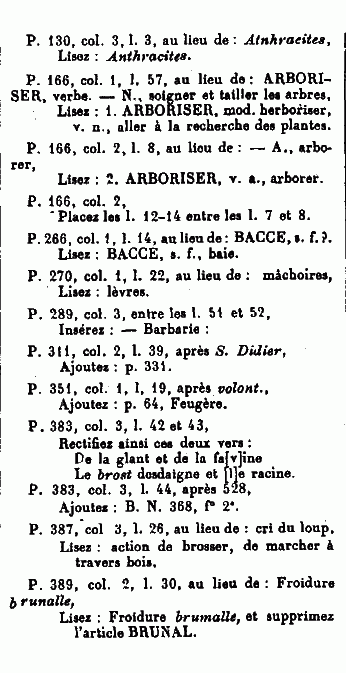 P. 130, col. 3, l. 3, au lieu de : Atnhracites,
Lisez : Anthracites.
P. 166, col. 1, l. 57, au lieu de : ARBORI-
SER, verbe. — N., soigner et tailler les arbres,
Lisez : 1. ARBORISER, mod. herboriser,
v. n., aller à la recherche des plantes.
P. 166, col. 2, l. 8, au lieu de : — A., arbo-
rer,
Lisez : 2. ARBORISER, v. a., arborer.
P. 166, col. 2,
Placez les l. 12-14 entre les l. 7 et 8.
P. 266, col. 1, l. 14, au lieu de : BACCE, s. f.?.
Lisez : BACCE, s. f., baie.
P. 270, col. 1, l. 22, au lieu de : mâchoires,
Lisez : lèvres.
P. 289, col. 3, entre les l. 51 et 52,
Insérez : — Barbarie :
P. 311, col. 2, l. 39, après S. Didier,
Ajoutez : p. 331.
P. 351, col. 1, l, 19, après volont.,
Ajoutez : p. 64, Feugère.
P. 383, col. 3, l. 42 et 43,
Rectifiez ainsi ces deux vers :
De la glant et de la fa[v]ine
Le brost desdaigne et [l]e racine.
P. 383, col. 3, l. 44, après 528,
Ajoutez : B. N. 368, f° 2ª.
P. 387, col 3, l. 26, au lieu de : cri du loup,
Lisez : action de brosser, de marcher à
travers bois,
P. 389, col. 2, l. 30, au lieu de : Froidure
brunalle,
Lisez : Froidure brumalle, et supprimez
l'article BRUNAL.